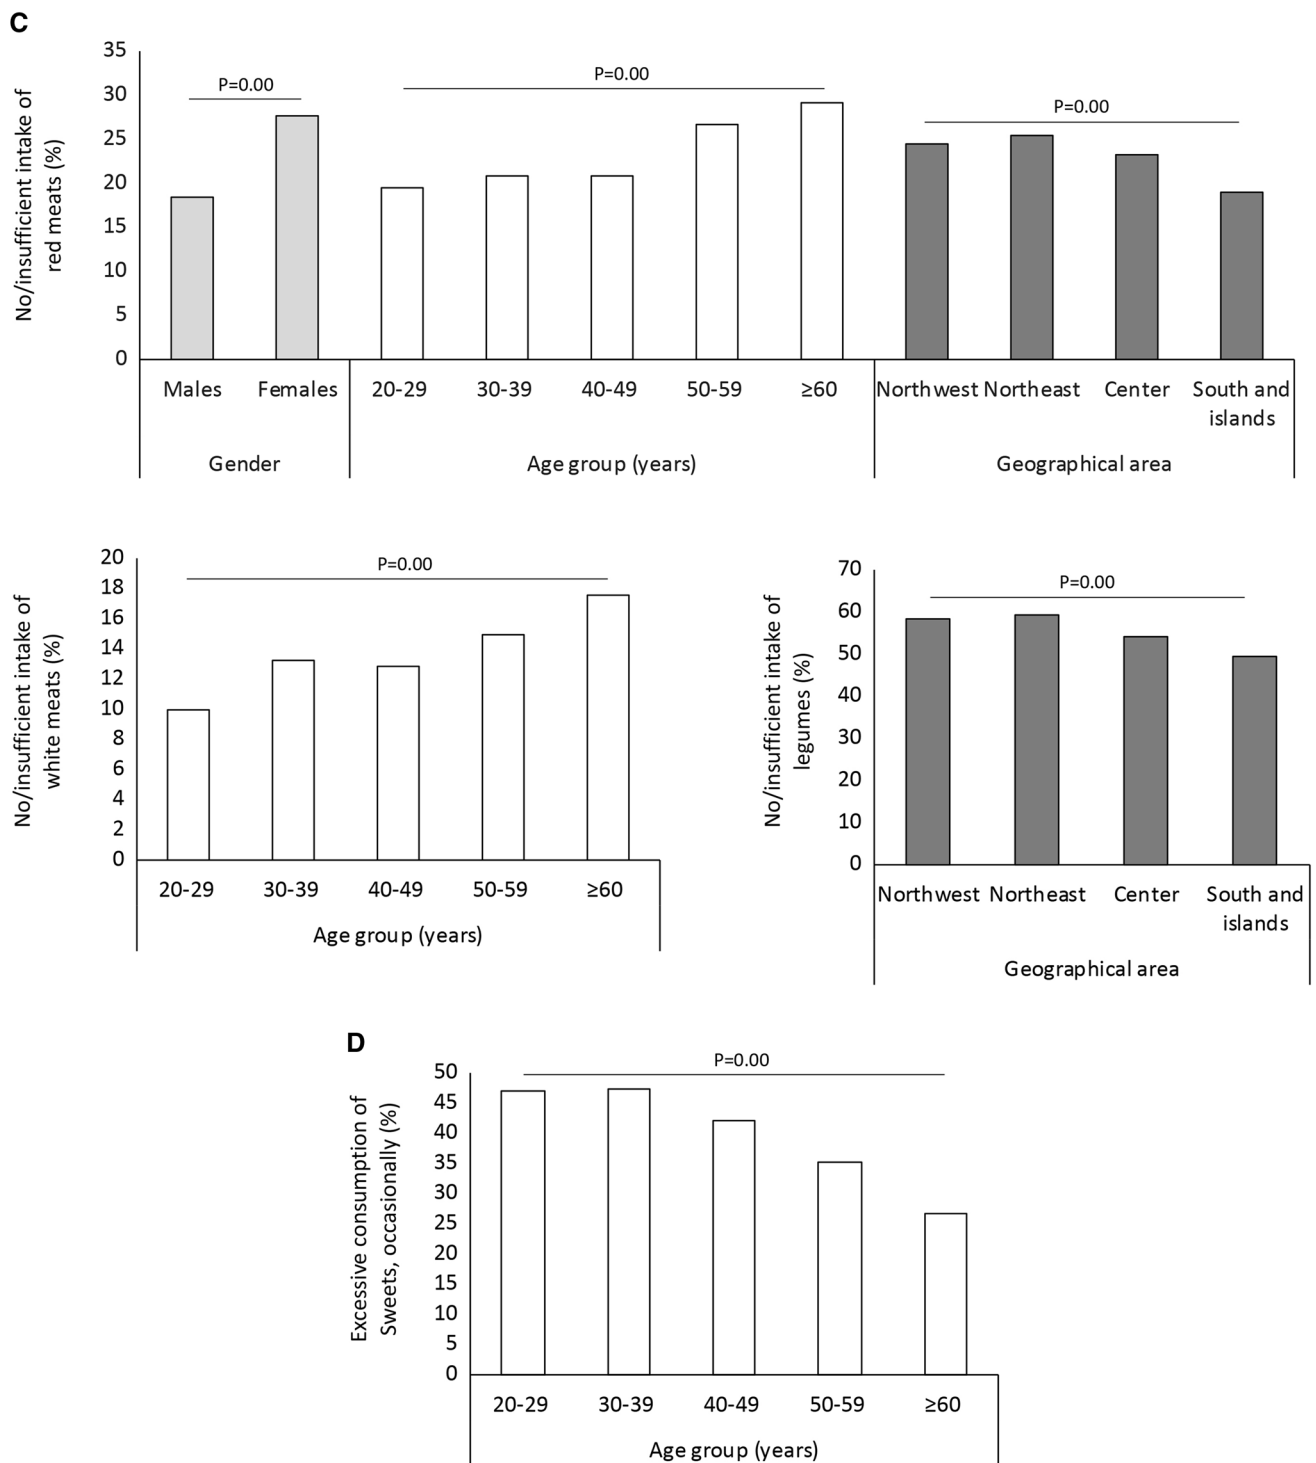 C
No/insufficient intake of
red meats (%)
35
30
25
20
15
10
5
0
P=0.00
P=0.00
P=0.00
Males Females 20-29 30-39 40-49 50-59 ≥60 Northwest Northeast Center South and
islands
Gender Age group (years) Geographical area
No/insufficient intake of
white meats (%)
20
18
16
14
12
10
8
6
4
2
0
P=0.00
20-29 30-39 40-49 50-59 ≥60
Age group (years)
No/insufficient intake of
legumes (%)
70
60
50
40
30
20
10
0
P=0.00
Northwest Northeast Center South and
islands
Geographical area
D
Excessive consumption of
Sweets, occasionally (%)
50
45
40
35
30
25
20
15
10
5
0
P=0.00
20-29 30-39 40-49 50-59 ≥60
Age group (years)